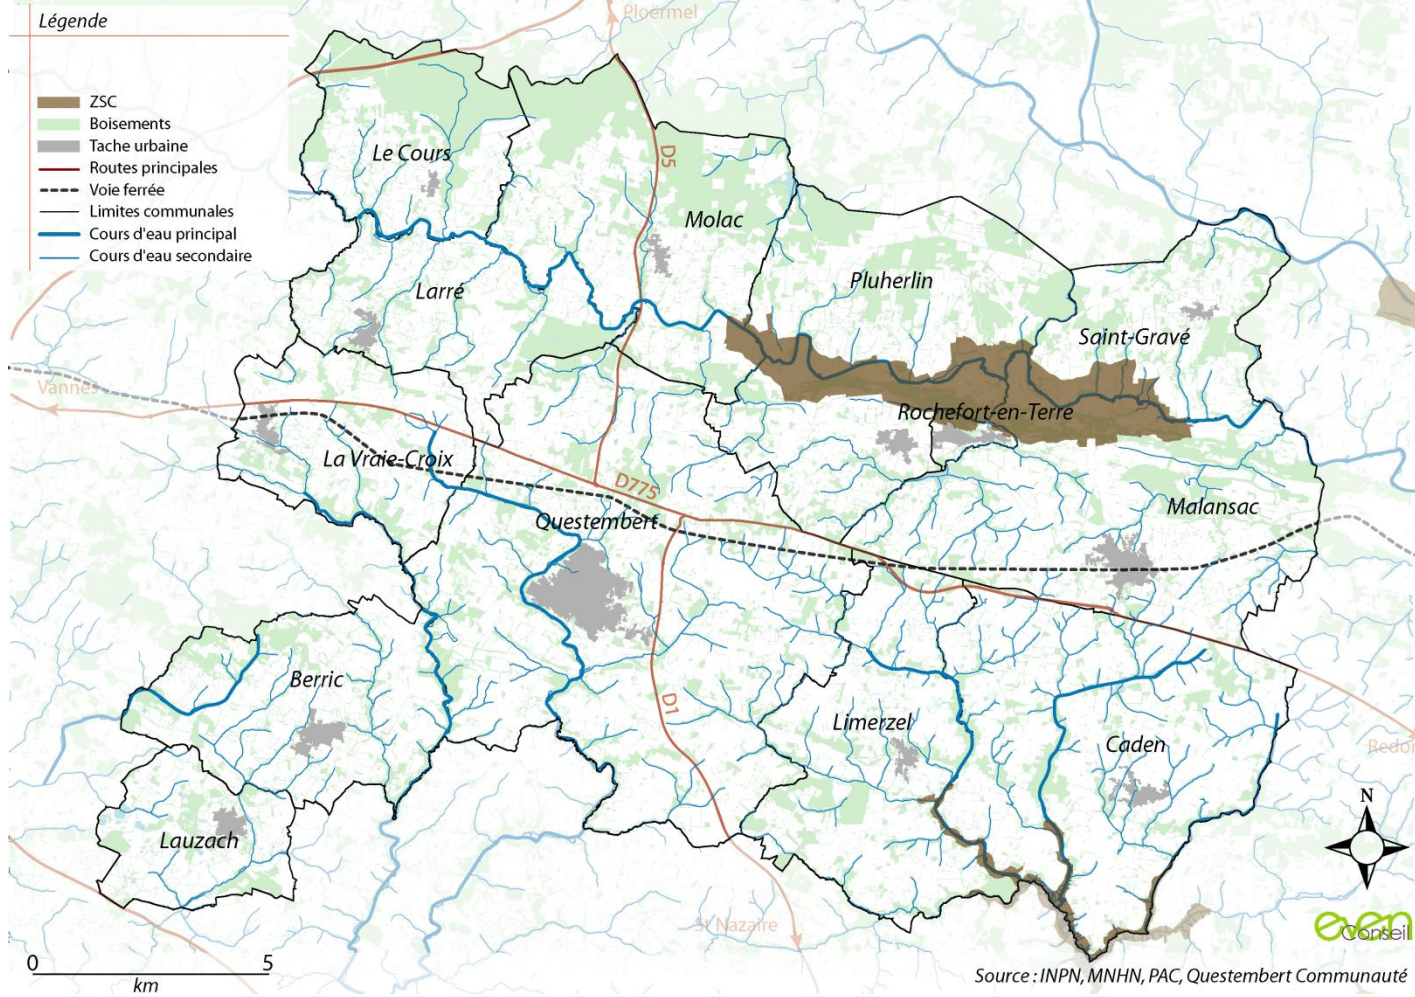 Légende
ZSC
Boisements
Tache urbaine
Routes principales
Voie ferrée
Limites communales
Cours d'eau principal
Cours d'eau secondaire
Ploërmel
Le Cours
D5
Molac
Larré
Pluherlin
Saint-Gravé
Vannes
Rochefort-en-Terre
La Vraie-Croix
D775
Questembert
Malansac
Berric
D1
Limerzel
Caden
Redon
Lauzach
N
St Nazaire
even
Conseil
0 5
km
Source : INPN, MNHN, PAC, Questembert Communauté